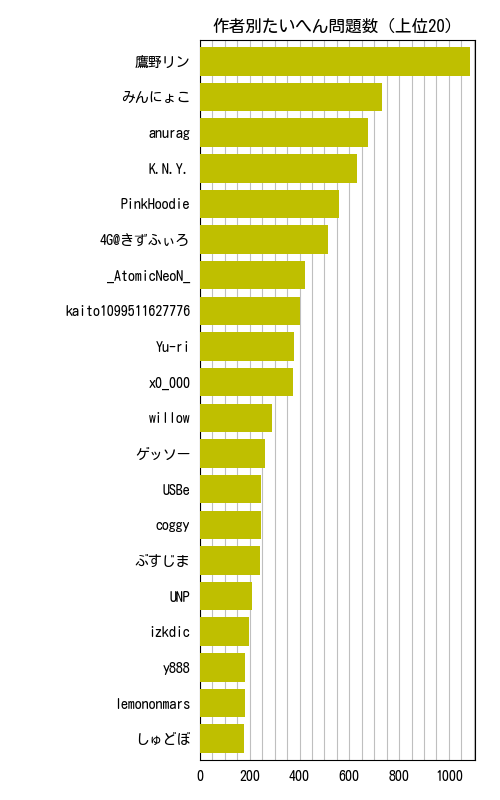 作者別たいへん問題数 (上位20)
鷹野リン
みんにょこ
anurag
K.N.Y.
PinkHoodie
4G@きずふぃろ
_AtomicNeoN_
kaito1099511627776
Yu-ri
x0_000
willow
ゲッソー
USBe
coggy
ぶすじま
UNP
izkdic
y888
lemononmars
しゅどぼ
0 200 400 600 800 1000